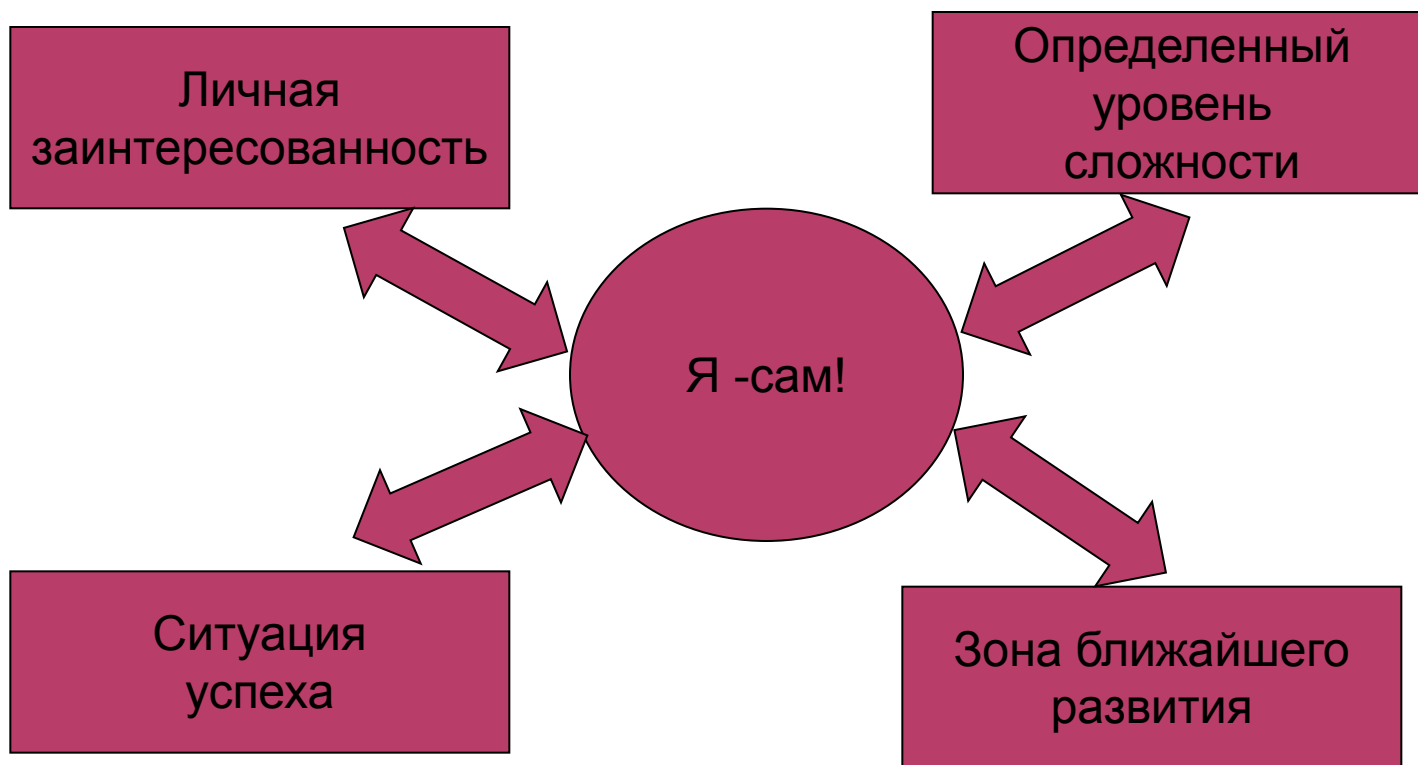 Личная
заинтересованность
Определенный
уровень
сложности
Я -сам!
Ситуация
успеха
Зона ближайшего
развития